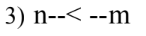 3) n--< --m